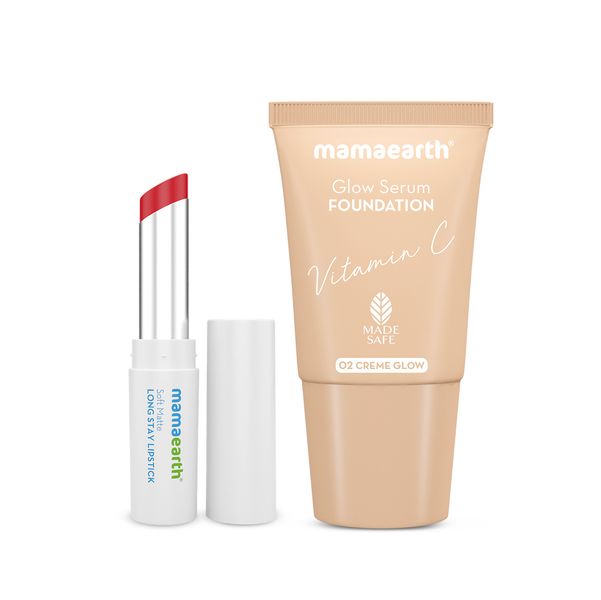 mamaearth®
Soft Matte
LONG STAY LIPSTICK
mamaearth®
Glow Serum
FOUNDATION
Vitamin C
MADE
SAFE
02 CREME GLOW